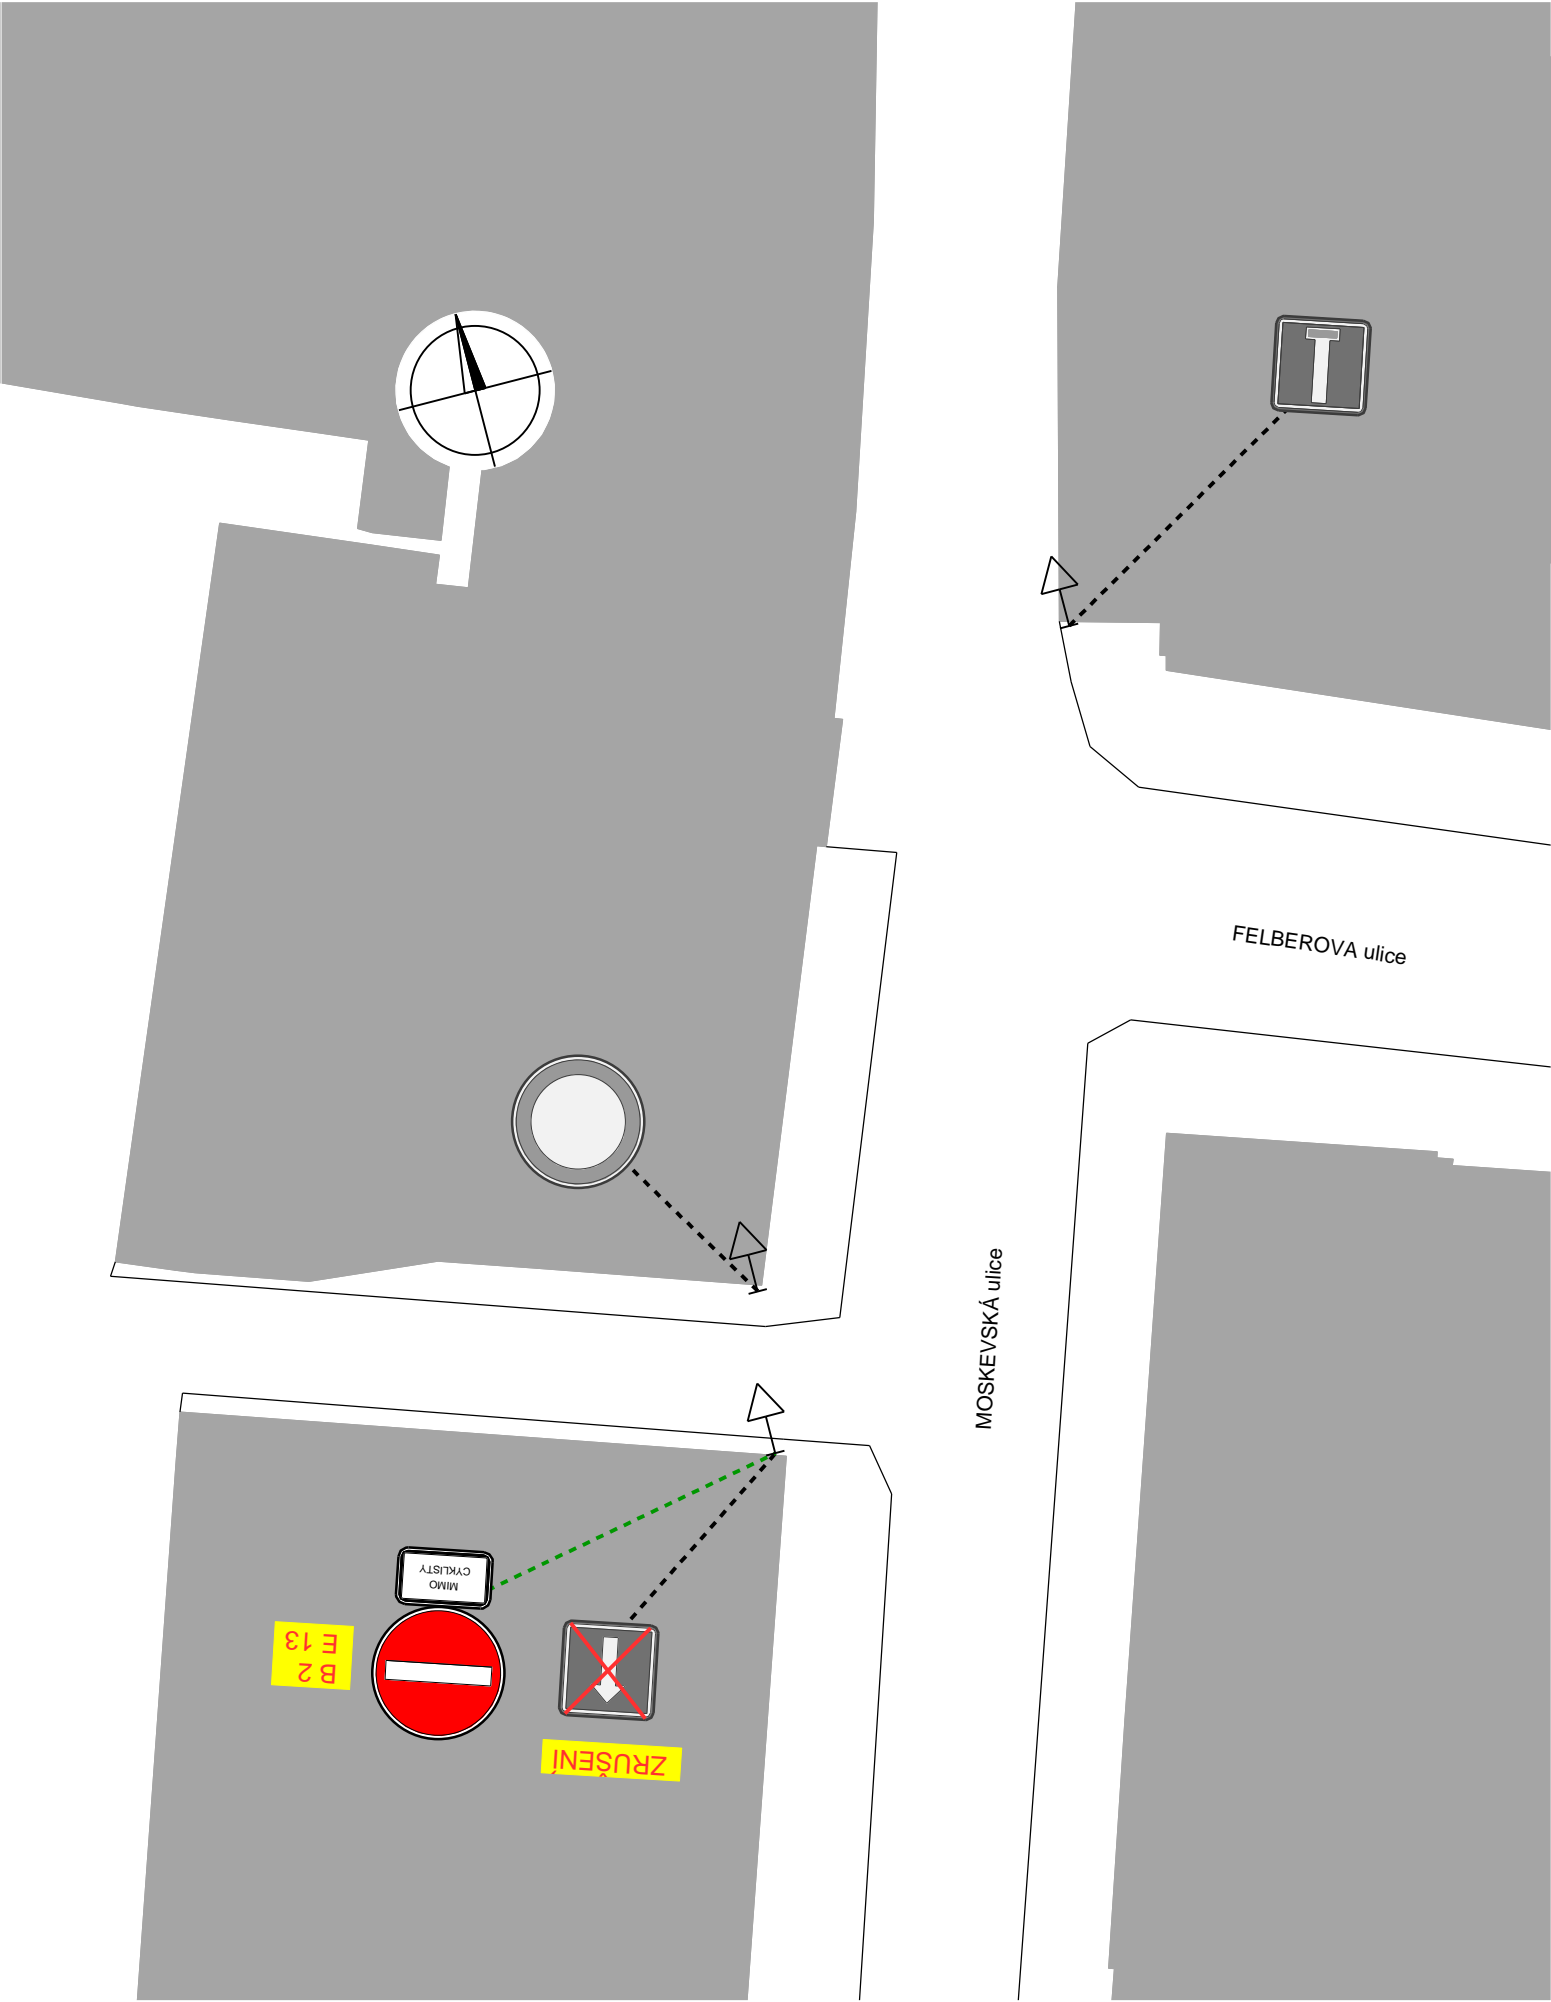 FELBEROVA ulice
MOSKEVSKÁ ulice
MIMO
CYKLISTY
B 2
E 13
ZRUŠENÍ